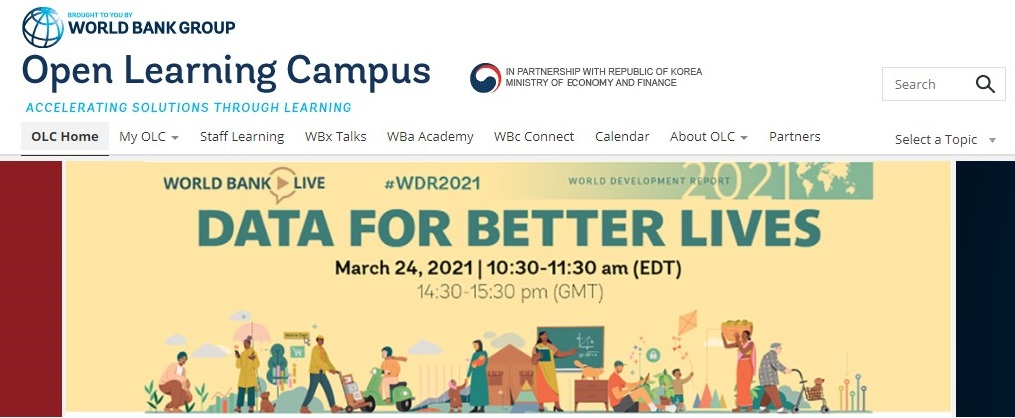 BROUGHT TO YOU BY
WORLD BANK GROUP
Open Learning Campus
IN PARTNERSHIP WITH REPUBLIC OF KOREA
MINISTRY OF ECONOMY AND FINANCE
Search
ACCELERATING SOLUTIONS THROUGH LEARNING
OLC Home My OLC Staff Learning WBx Talks WBa Academy WBc Connect Calendar About OLC Partners Select a Topic
WORLD BANK LIVE #WDR2021 WORLD DEVELOPMENT REPORT 2021
DATA FOR BETTER LIVES
March 24, 2021 | 10:30-11:30 am (EDT)
14:30-15:30 pm (GMT)